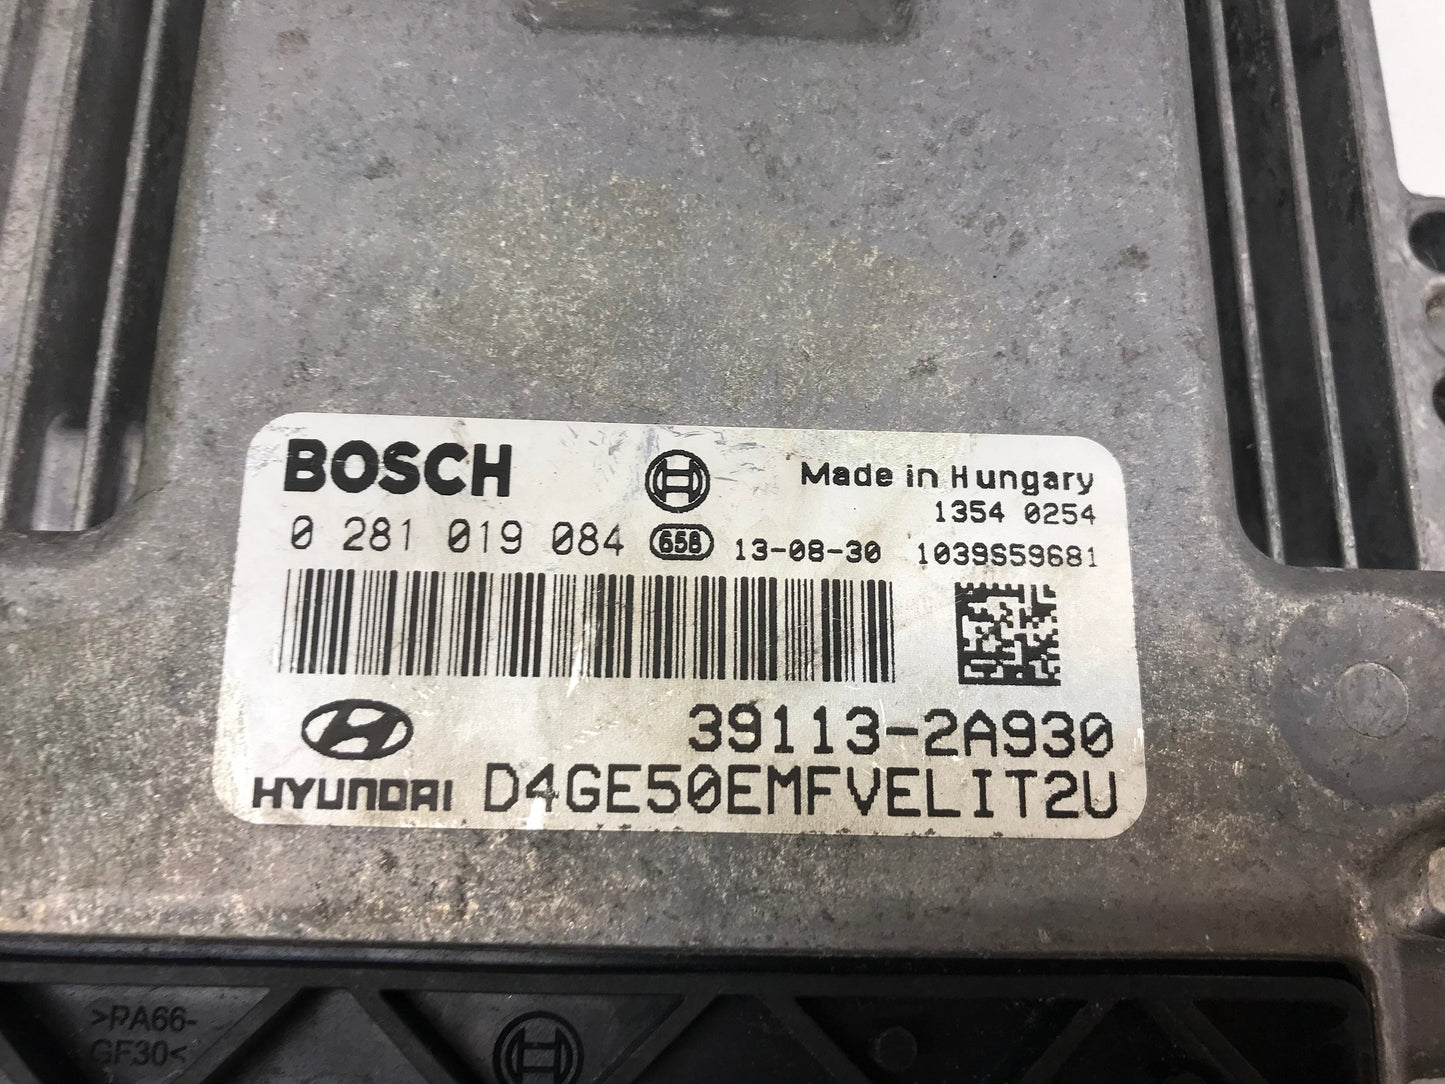 BOSCH
Made in Hungary
1354 0254
0 281 019 084 658 13-08-30 1039S59681
39113-2A930
HYUNDAI D4GE50EMFVELIT2U
>PA66-
GF30<